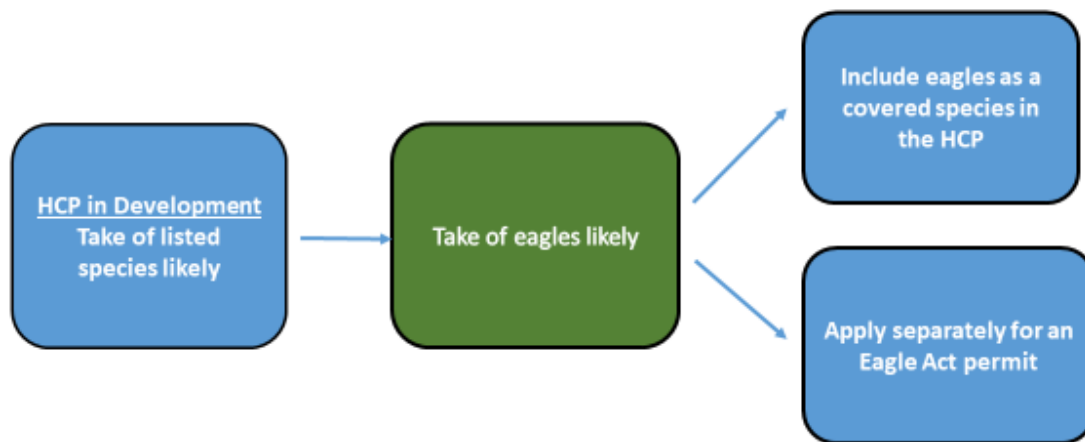 HCP in Development
Take of listed
species likely
Take of eagles likely
Include eagles as a
covered species in
the HCP
Apply separately for an
Eagle Act permit